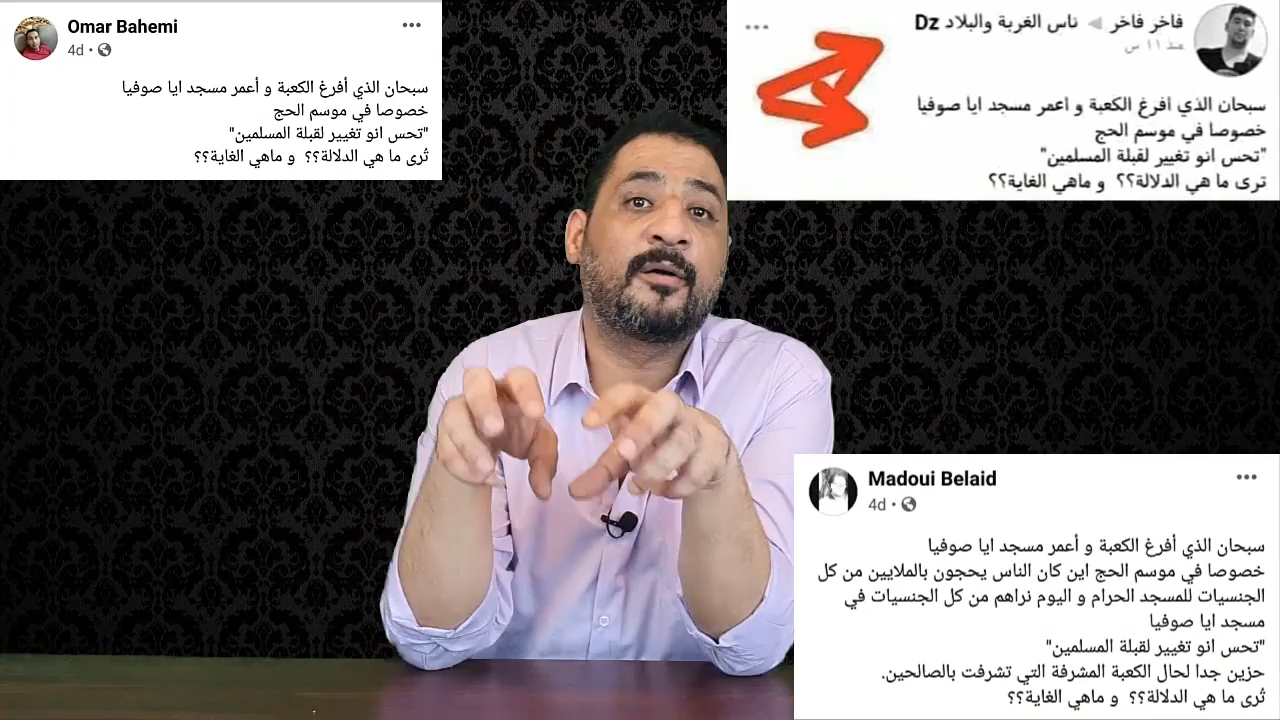 Omar Bahemi
4d
سبحان الذي أفرغ الكعبة و أعمر مسجد ايا صوفيا
خصوصا في موسم الحج
"تحس انو تغيير لقبلة المسلمين"
تُرى ما هي الدلالة؟؟ و ماهي الغاية؟؟
فاخر فاخر ◀ ناس الغربة والبلاد Dz
منذ ١١ س
سبحان الذي افرغ الكعبة و اعمر مسجد ايا صوفيا
خصوصا في موسم الحج
"تحس انو تغيير لقبلة المسلمين"
ترى ما هي الدلالة؟؟ و ماهي الغاية؟؟
Madoui Belaid
4d
سبحان الذي أفرغ الكعبة و أعمر مسجد ايا صوفيا
خصوصا في موسم الحج اين كان الناس يحجون بالملايين من كل
الجنسيات للمسجد الحرام و اليوم نراهم من كل الجنسيات في
مسجد ايا صوفيا
"تحس انو تغيير لقبلة المسلمين"
حزين جدا لحال الكعبة المشرفة التي تشرفت بالصالحين.
تُرى ما هي الدلالة؟؟ و ماهي الغاية؟؟